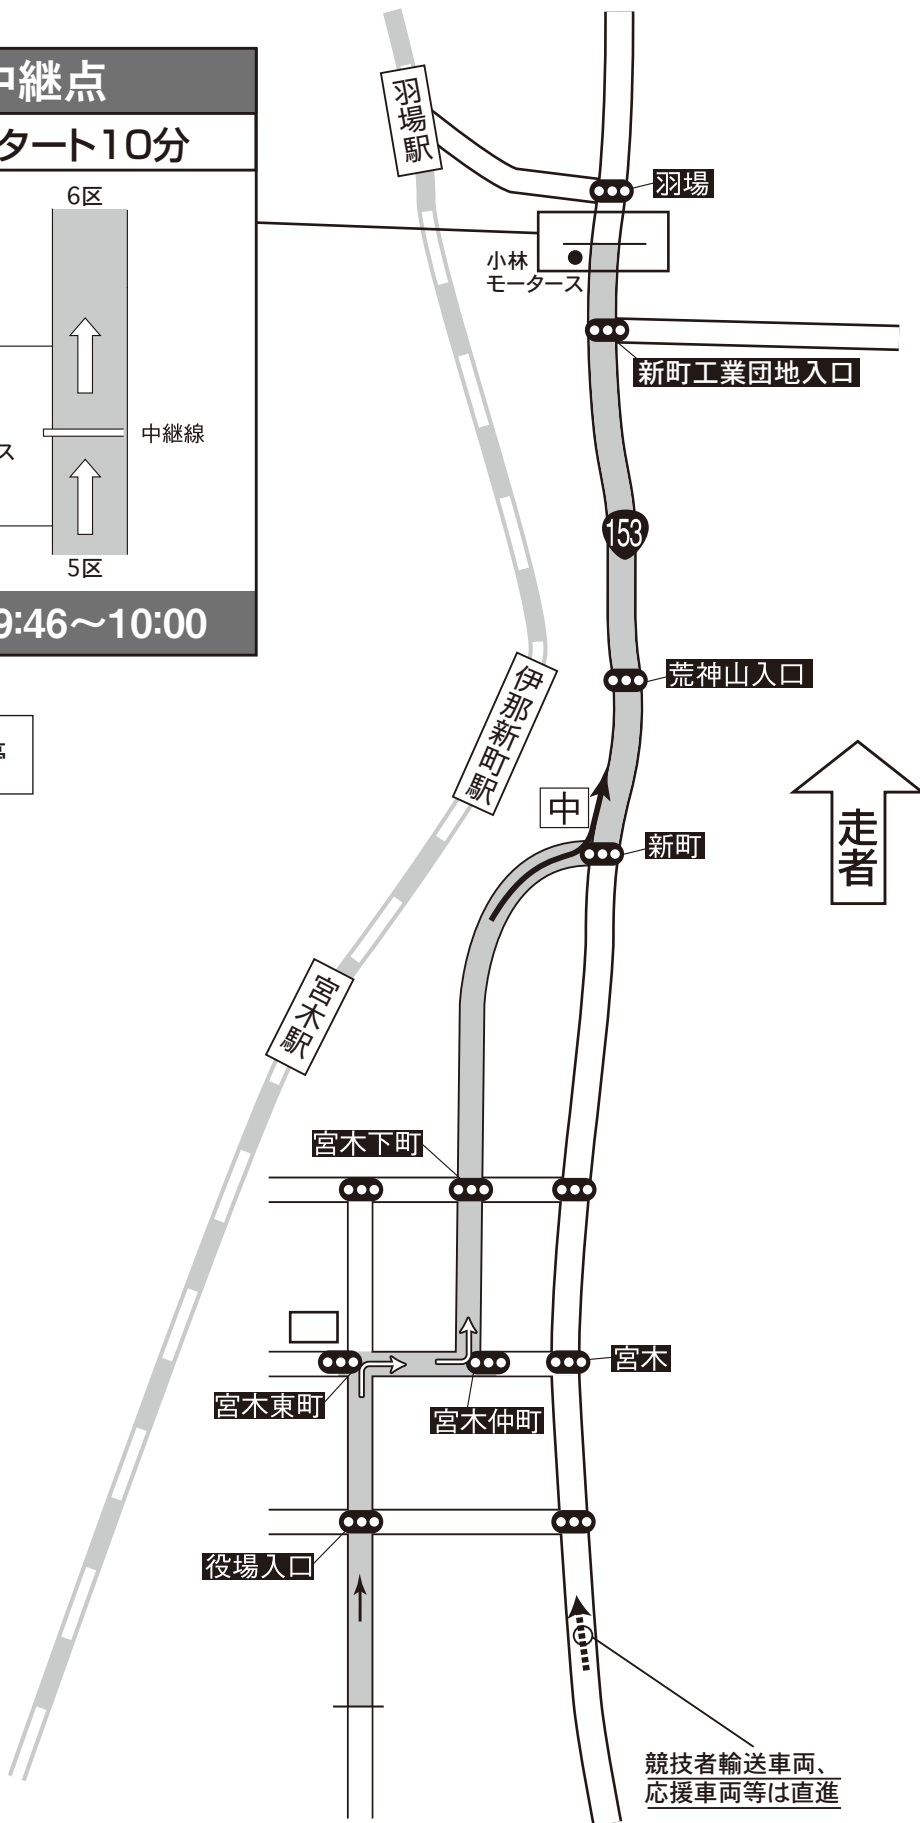 中継点
タート10分
6区
中継線
ス
5区
9:46～10:00
羽場駅
羽場
小林
モータース
新町工業団地入口
153
荒神山入口
伊那新町駅
中
新町
走者
宮木駅
宮木下町
宮木
宮木東町
宮木仲町
役場入口
競技者輸送車両、
応援車両等は直進